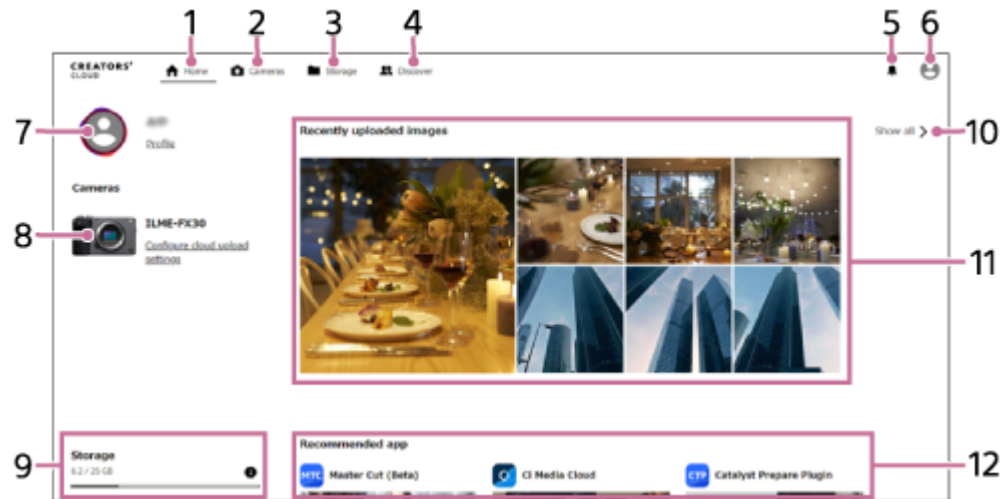 1 2 3 4 5 6
CREATORS'
CLOUD
Home Cameras Storage Discover
7
Profile
Recently uploaded images
Show all
10
Cameras
8
ILME-FX30
Configure cloud upload
settings
11
9
Storage
6.2 / 25 GB
Recommended app
MTC Master Cut (Beta)
CI Media Cloud
CTP Catalyst Prepare Plugin
12